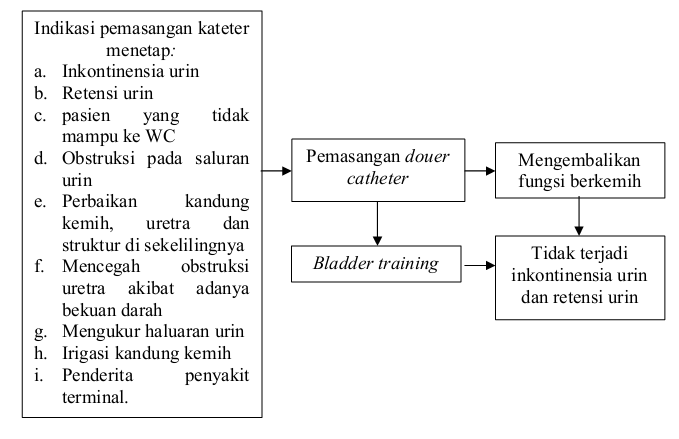 Indikasi pemasangan kateter
menetap:
a. Inkontinensia urin
b. Retensi urin
c. pasien yang tidak
mampu ke WC
d. Obstruksi pada saluran
urin
e. Perbaikan kandung
kemih, uretra dan
struktur di sekelilingnya
f. Mencegah obstruksi
uretra akibat adanya
bekuan darah
g. Mengukur haluaran urin
h. Irigasi kandung kemih
i. Penderita penyakit
terminal.
Pemasangan douer
catheter
Bladder training
Mengembalikan
fungsi berkemih
Tidak terjadi
inkontinensia urin
dan retensi urin